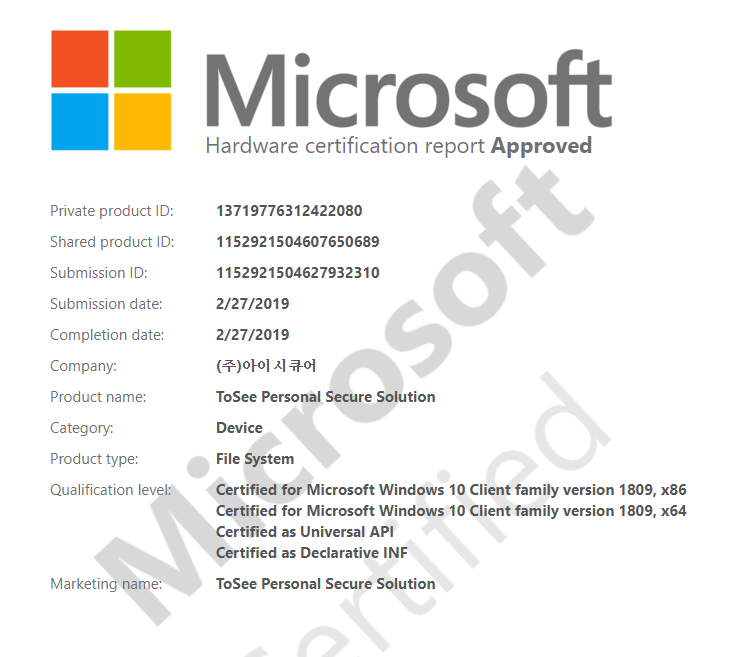 Microsoft
Hardware certification report Approved
Private product ID: 13719776312422080
Shared product ID: 1152921504607650689
Submission ID: 1152921504627932310
Submission date: 2/27/2019
Completion date: 2/27/2019
Company: (주)아이시큐어
Product name: ToSee Personal Secure Solution
Category: Device
Product type: File System
Qualification level: Certified for Microsoft Windows 10 Client family version 1809, x86
Certified for Microsoft Windows 10 Client family version 1809, x64
Certified as Universal API
Certified as Declarative INF
Marketing name: ToSee Personal Secure Solution
Microsoft
Certified